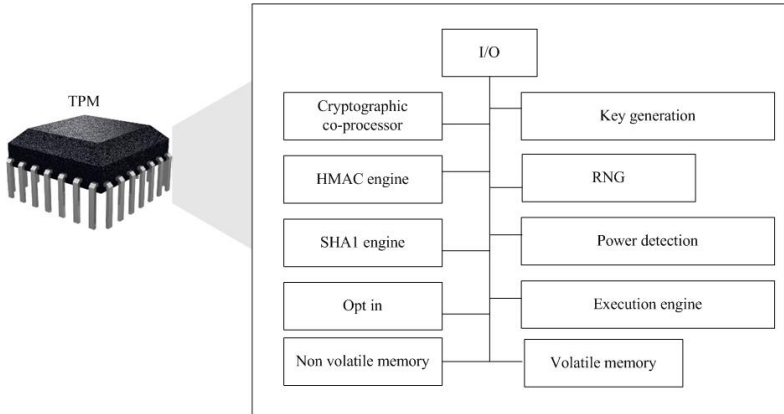 TPM
I/O
Cryptographic
co-processor
Key generation
HMAC engine
RNG
SHA1 engine
Power detection
Opt in
Execution engine
Non volatile memory
Volatile memory